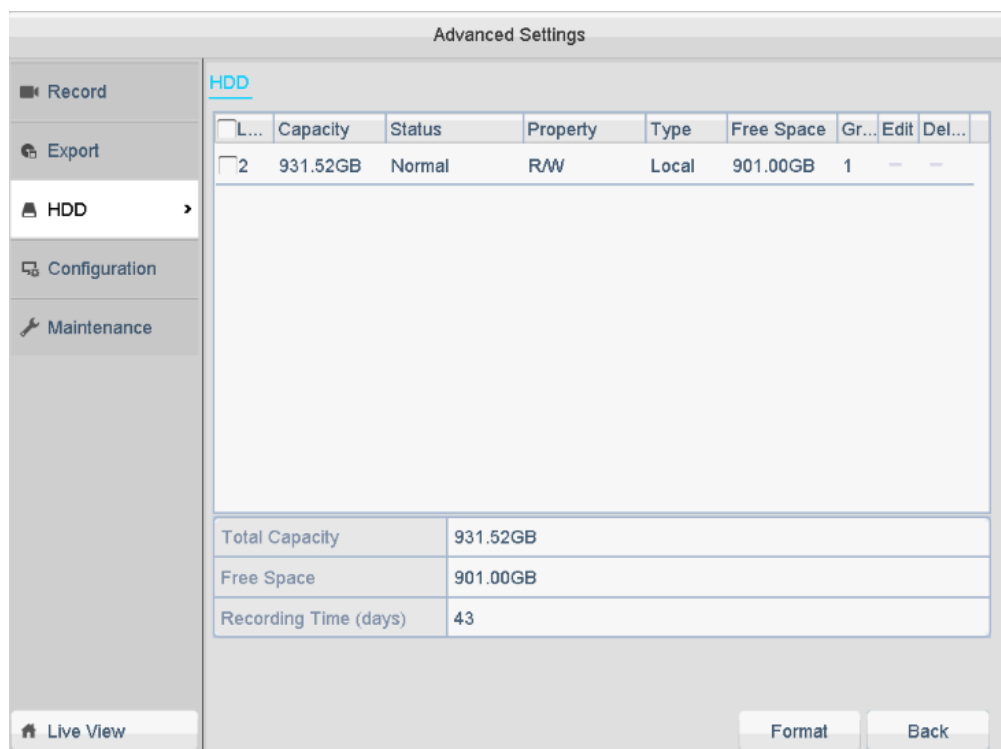 Advanced Settings
Record
Export
HDD
Configuration
Maintenance
Live View
HDD
L... Capacity Status Property Type Free Space Gr... Edit Del...
2 931.52GB Normal R/W Local 901.00GB 1 — —
Total Capacity 931.52GB
Free Space 901.00GB
Recording Time (days) 43
Format Back